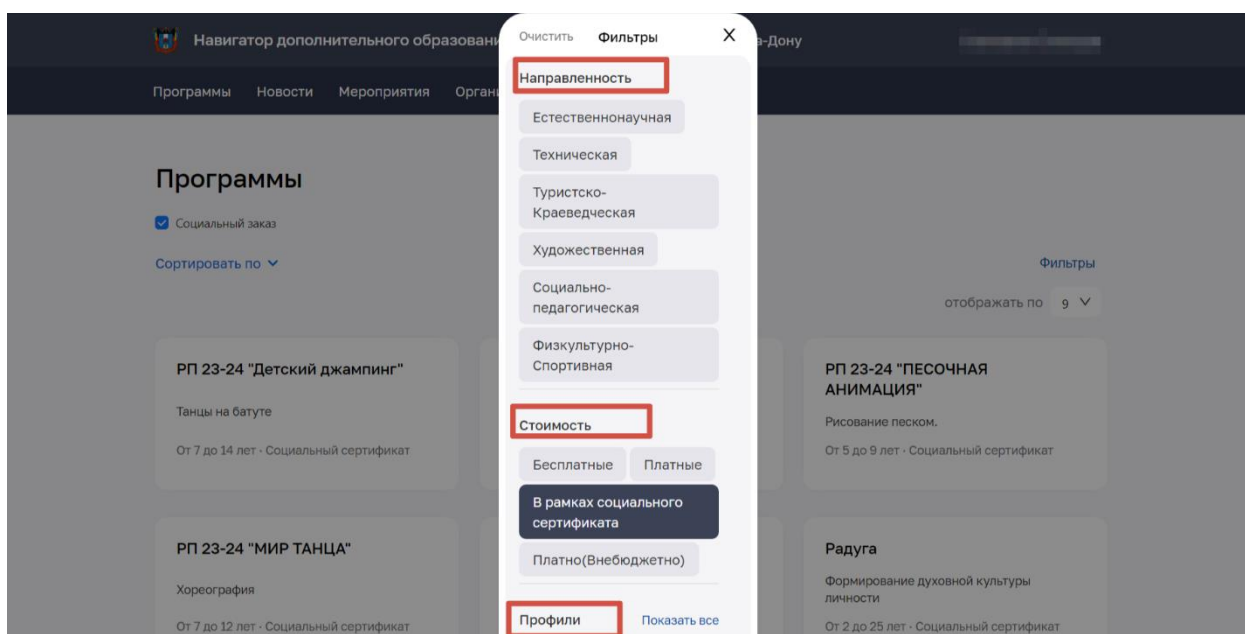 Навигатор дополнительного образовани
а-Дону
Программы Новости Мероприятия Органи
Очистить Фильтры X
Направленность
Естественнонаучная
Техническая
Туристско-
Краеведческая
Художественная
Социально-
педагогическая
Физкультурно-
Спортивная
Стоимость
Бесплатные Платные
В рамках социального
сертификата
Платно(Внебюджетно)
Профили Показать все
Программы
Социальный заказ
Сортировать по
Фильтры
отображать по 9
РП 23-24 "Детский джампинг"
Танцы на батуте
От 7 до 14 лет · Социальный сертификат
РП 23-24 "ПЕСОЧНАЯ
АНИМАЦИЯ"
Рисование песком.
От 5 до 9 лет · Социальный сертификат
РП 23-24 "МИР ТАНЦА"
Хореография
От 7 до 12 лет · Социальный сертификат
Радуга
Формирование духовной культуры
личности
От 2 до 25 лет · Социальный сертификат